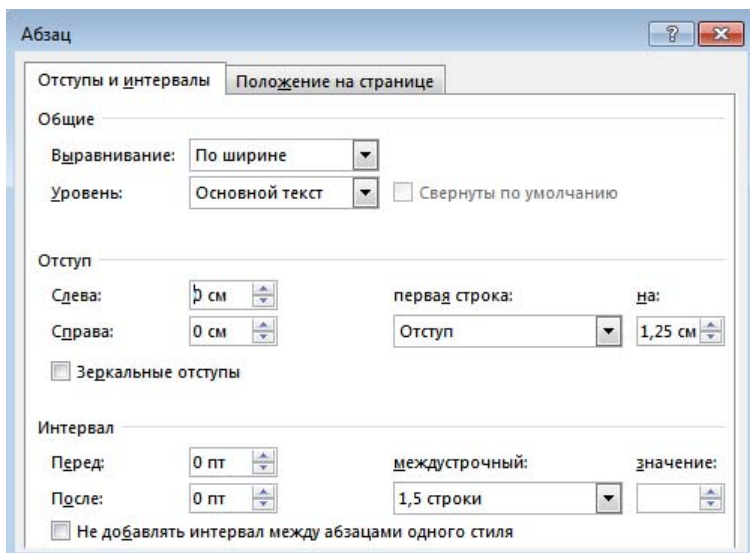 Абзац
Отступы и интервалы Положение на странице
Общие
Выравнивание: По ширине
Уровень: Основной текст Свернуты по умолчанию
Отступ
Слева: 0 см первая строка: на:
Справа: 0 см Отступ 1,25 см
Зеркальные отступы
Интервал
Перед: 0 пт междустрочный: значение:
После: 0 пт 1,5 строки
Не добавлять интервал между абзацами одного стиля